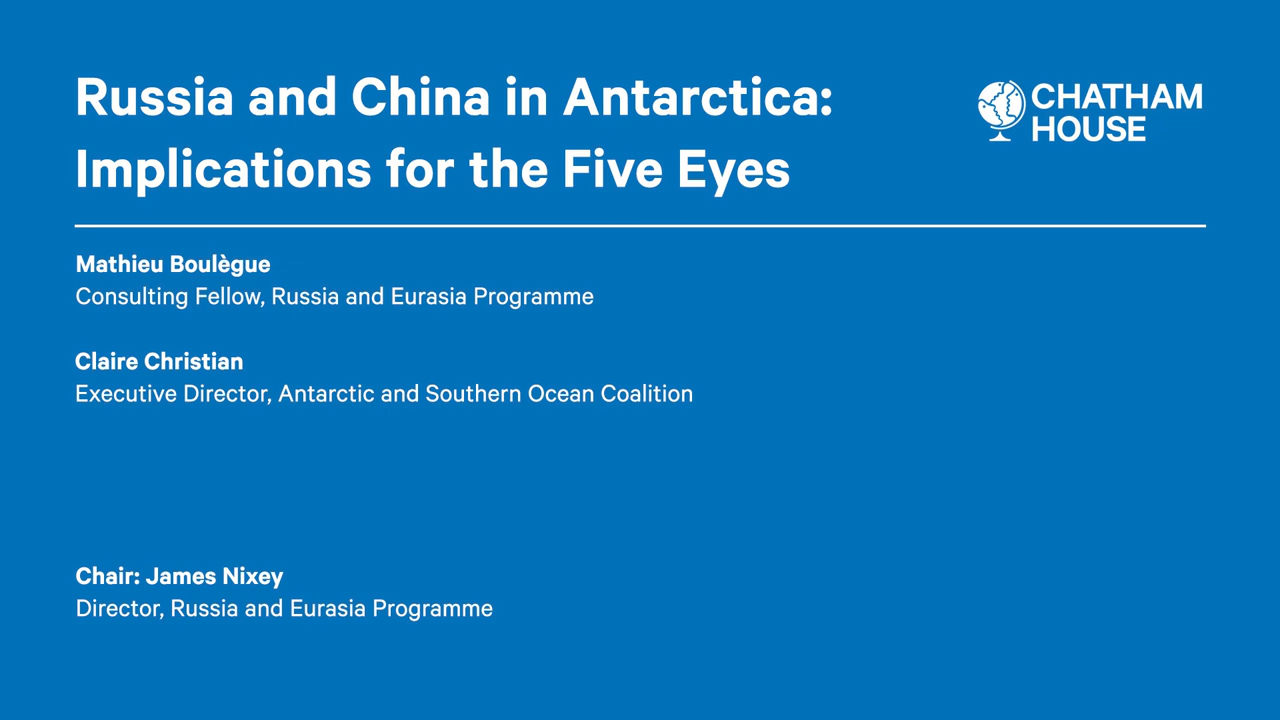 Russia and China in Antarctica:
Implications for the Five Eyes
CHATHAM
HOUSE
Mathieu Boulègue
Consulting Fellow, Russia and Eurasia Programme
Claire Christian
Executive Director, Antarctic and Southern Ocean Coalition
Chair: James Nixey
Director, Russia and Eurasia Programme